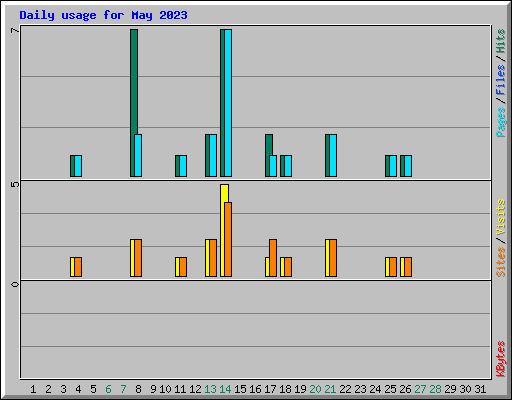 Daily usage for May 2023
7
5
0
Pages / Files / Hits
Sites / Visits
KBytes
1 2 3 4 5 6 7 8 9 10 11 12 13 14 15 16 17 18 19 20 21 22 23 24 25 26 27 28 29 30 31